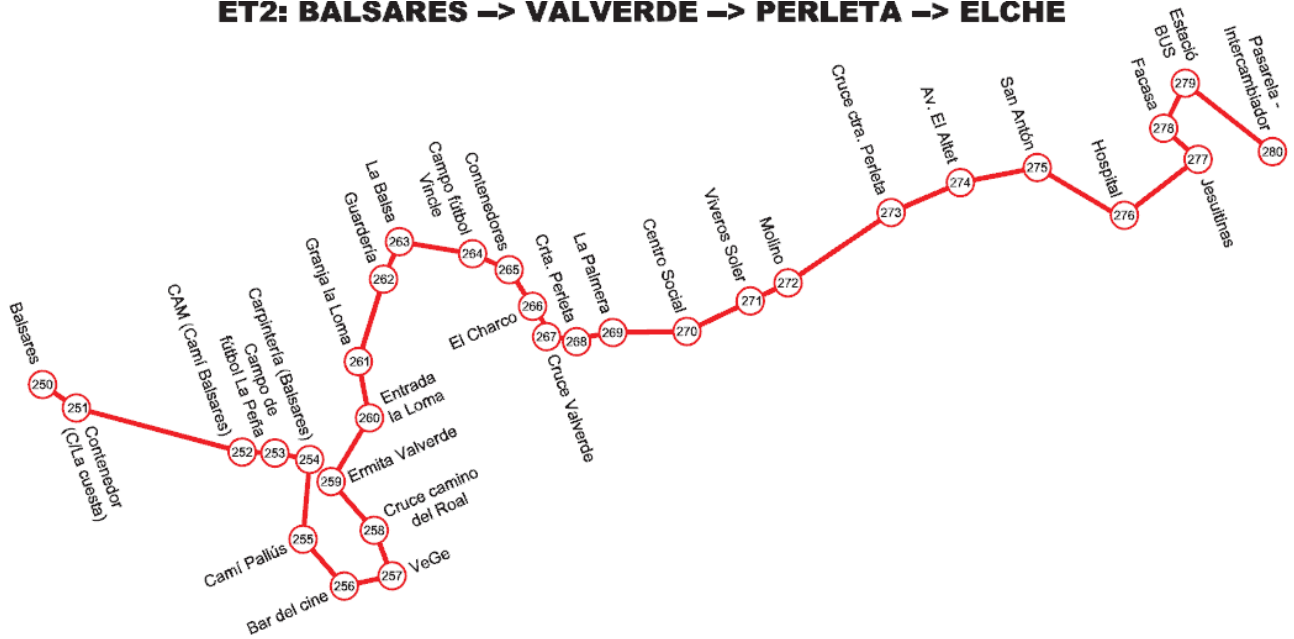 ET2: BALSARES –> VALVERDE –> PERLETA –> ELCHE
Balsares
250
251
Contenedor
(C/La cuesta)
CAM (Camí Balsares)
252
Campo de
fútbol La Peña
253
Carpintería (Balsares)
254
255
Camí Pallús
256
Bar del cine
257
VeGe
258
Cruce camino
del Roal
259
Ermita Valverde
260
Entrada
la Loma
Granja la Loma
261
Guardería
262
La Balsa
263
Campo fútbol
Vincle
264
Contenedores
265
266
El Charco
267
Cruce Valverde
Crta. Perleta
268
La Palmera
269
Centro Social
270
Viveros Soler
271
Molino
272
Cruce ctra. Perleta
273
Av. El Altet
274
San Antón
275
Hospital
276
277
Jesuitinas
Facasa
278
Estació
BUS
279
Pasarela -
Intercambiador
280